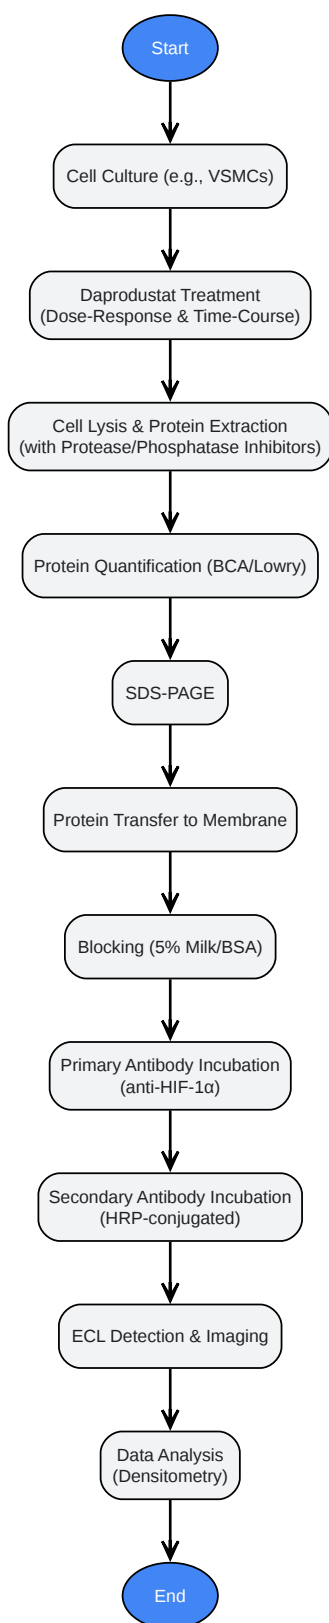 Start
Cell Culture (e.g., VSMCs)
Daprodustat Treatment
(Dose-Response & Time-Course)
Cell Lysis & Protein Extraction
(with Protease/Phosphatase Inhibitors)
Protein Quantification (BCA/Lowry)
SDS-PAGE
Protein Transfer to Membrane
Blocking (5% Milk/BSA)
Primary Antibody Incubation
(anti-HIF-1α)
Secondary Antibody Incubation
(HRP-conjugated)
ECL Detection & Imaging
Data Analysis
(Densitometry)
End